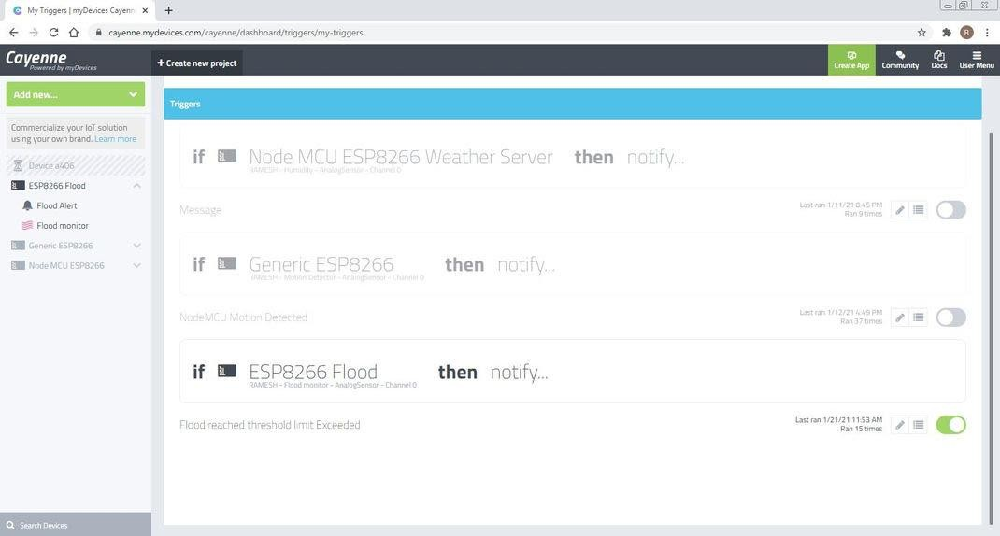 My Triggers | myDevices Cayenn
cayenne.mydevices.com/cayenne/dashboard/triggers/my-triggers
R
Cayenne
Powered by myDevices
+ Create new project
Create App
Community
Docs
User Menu
Add new...
Commercialize your IoT solution
using your own brand. Learn more
Device a406
ESP8266 Flood
Flood Alert
Flood monitor
Generic ESP8266
Node MCU ESP8266
Search Devices
Triggers
if Node MCU ESP8266 Weather Server then notify...
RAMESH - Humidity - AnalogSensor - Channel 0
Message
Last ran 1/11/21 8:45 PM
Ran 9 times
if Generic ESP8266 then notify...
RAMESH - Motion Detector - AnalogSensor - Channel 0
NodeMCU Motion Detected
Last ran 1/12/21 4:49 PM
Ran 37 times
if ESP8266 Flood then notify...
RAMESH - Flood monitor - AnalogSensor - Channel 0
Flood reached threshold limit Exceeded
Last ran 1/21/21 11:53 AM
Ran 15 times